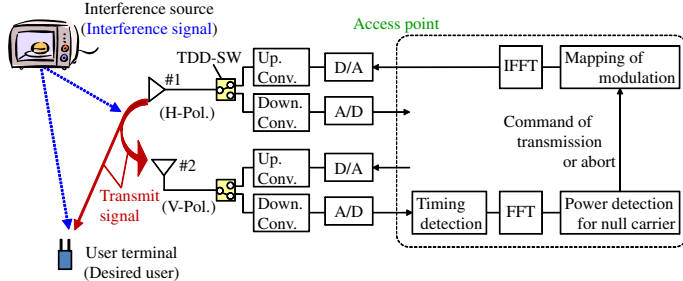 Interference source
(Interference signal)
Access point
TDD-SW
#1
(H-Pol.)
Up.
Conv.
D/A
IFFT
Mapping of
modulation
Down.
Conv.
A/D
Command of
transmission
or abort
#2
(V-Pol.)
Up.
Conv.
D/A
Transmit
signal
Down.
Conv.
A/D
Timing
detection
FFT
Power detection
for null carrier
User terminal
(Desired user)